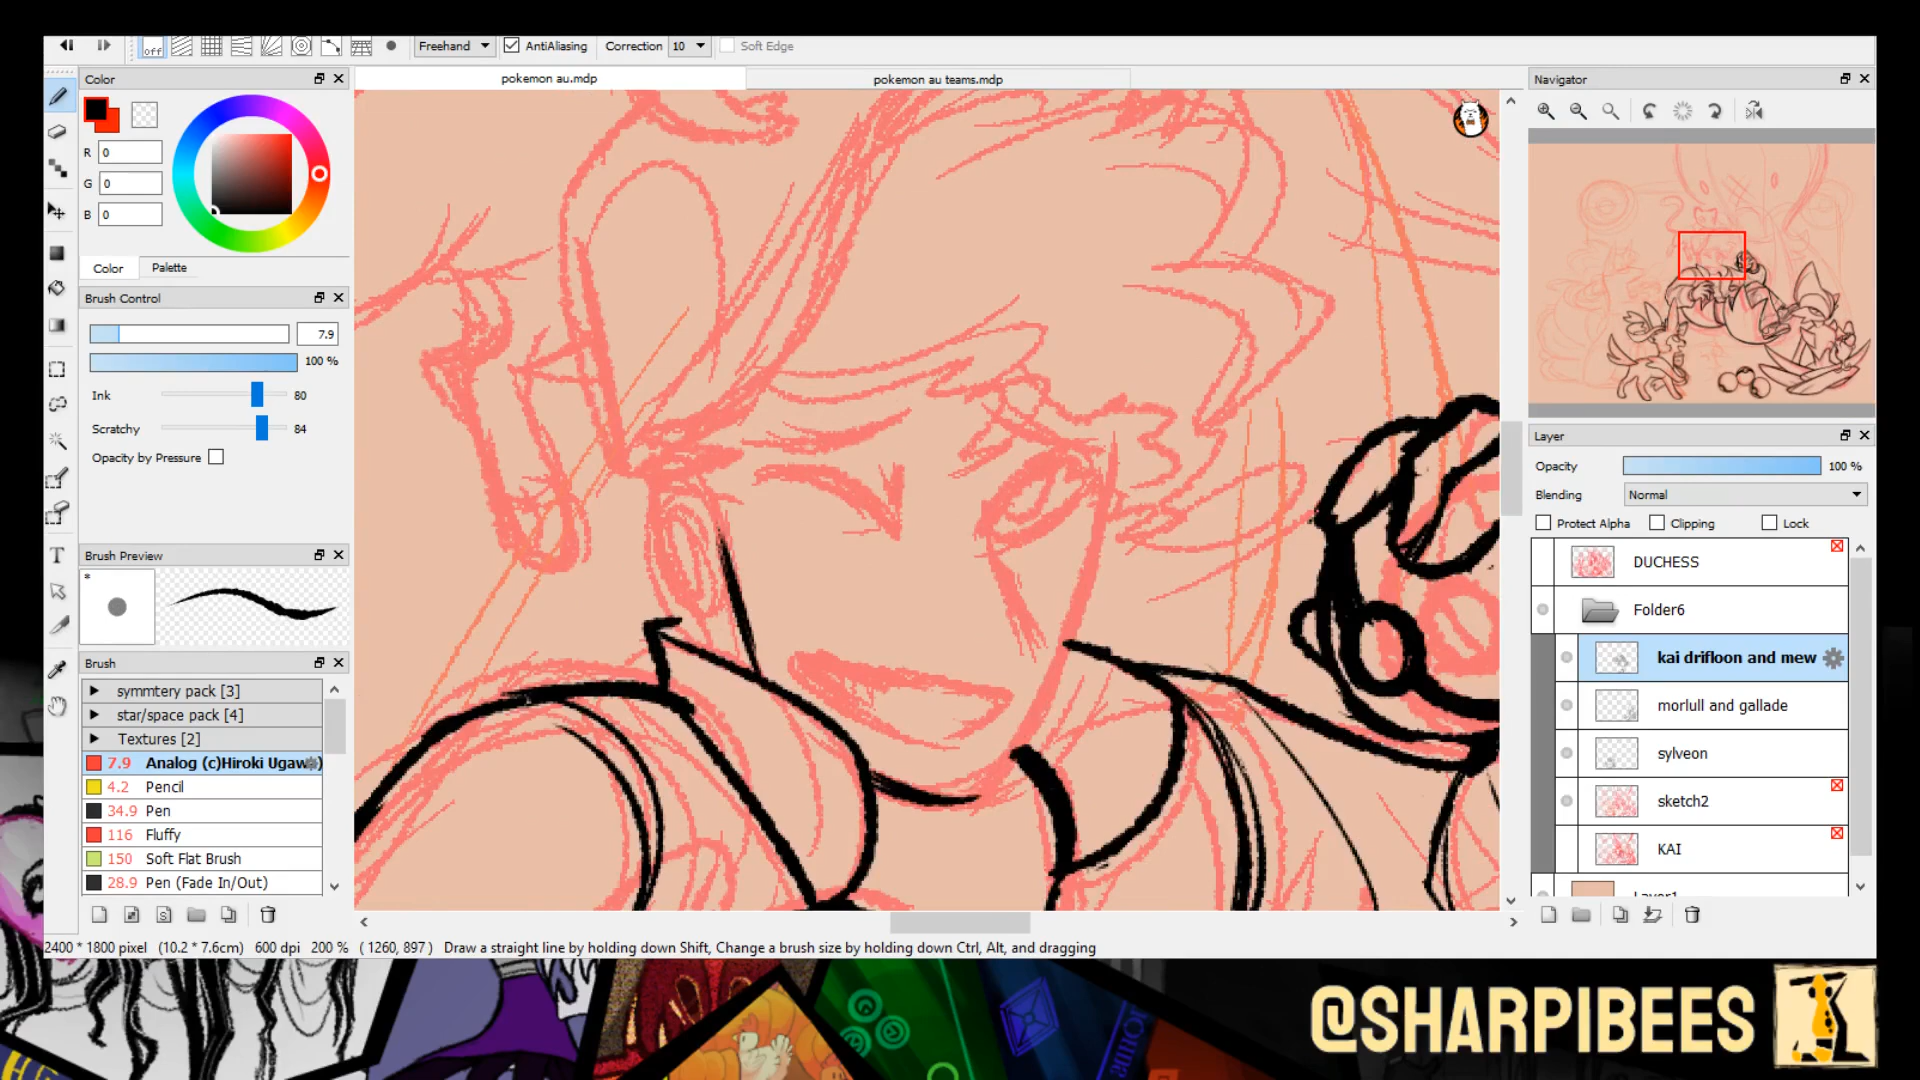 off
Freehand
AntiAliasing
Correction
10
Soft Edge
Color
pokemon au.mdp
pokemon au teams.mdp
Navigator
R 0
G 0
B 0
Color
Palette
Brush Control
7.9
100 %
Ink 80
Scratchy 84
Opacity by Pressure
Brush Preview
*
Brush
symmtery pack [3]
star/space pack [4]
Textures [2]
7.9 Analog (c)Hiroki Ugaw
4.2 Pencil
34.9 Pen
116 Fluffy
150 Soft Flat Brush
28.9 Pen (Fade In/Out)
Layer
Opacity 100 %
Blending Normal
Protect Alpha
Clipping
Lock
DUCHESS
Folder6
kai drifloon and mew
morlull and gallade
sylveon
sketch2
KAI
Layer1
2400 * 1800 pixel (10.2 * 7.6cm) 600 dpi 200 % ( 1260, 897 ) Draw a straight line by holding down Shift, Change a brush size by holding down Ctrl, Alt, and dragging
@SHARPIBEES